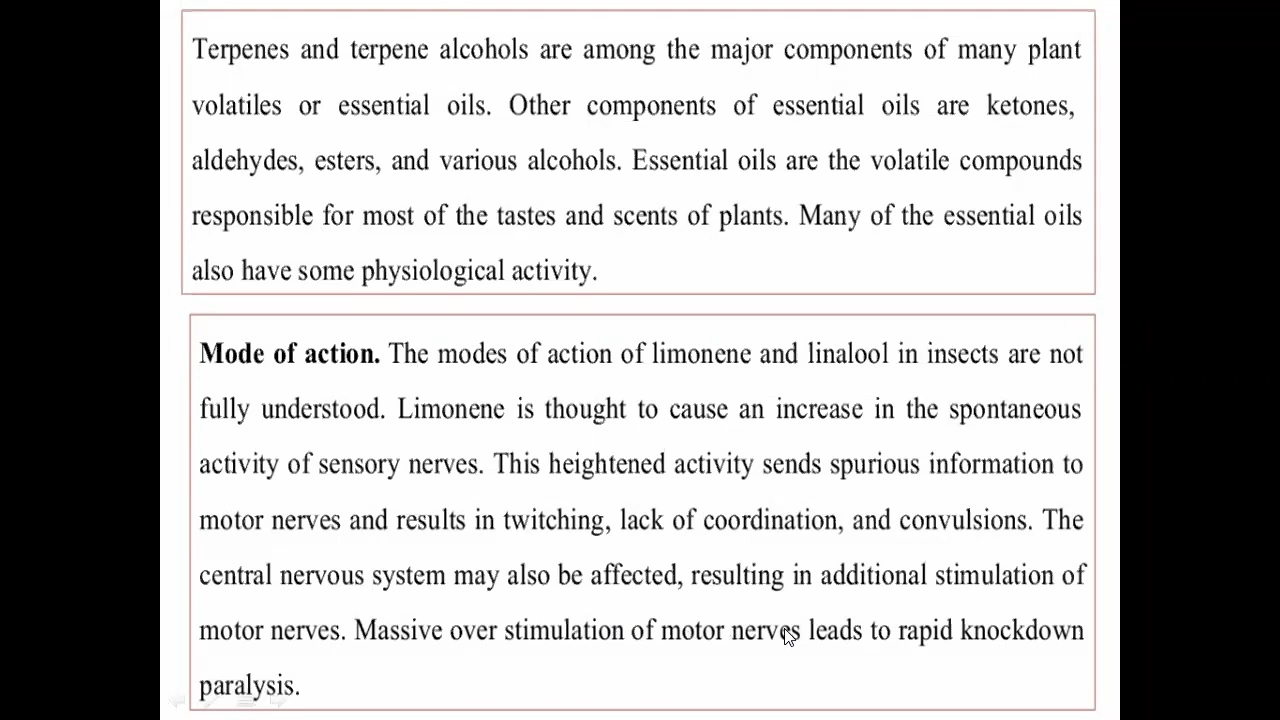 Terpenes and terpene alcohols are among the major components of many plant
volatiles or essential oils. Other components of essential oils are ketones,
aldehydes, esters, and various alcohols. Essential oils are the volatile compounds
responsible for most of the tastes and scents of plants. Many of the essential oils
also have some physiological activity.
Mode of action. The modes of action of limonene and linalool in insects are not
fully understood. Limonene is thought to cause an increase in the spontaneous
activity of sensory nerves. This heightened activity sends spurious information to
motor nerves and results in twitching, lack of coordination, and convulsions. The
central nervous system may also be affected, resulting in additional stimulation of
motor nerves. Massive over stimulation of motor nerves leads to rapid knockdown
paralysis.